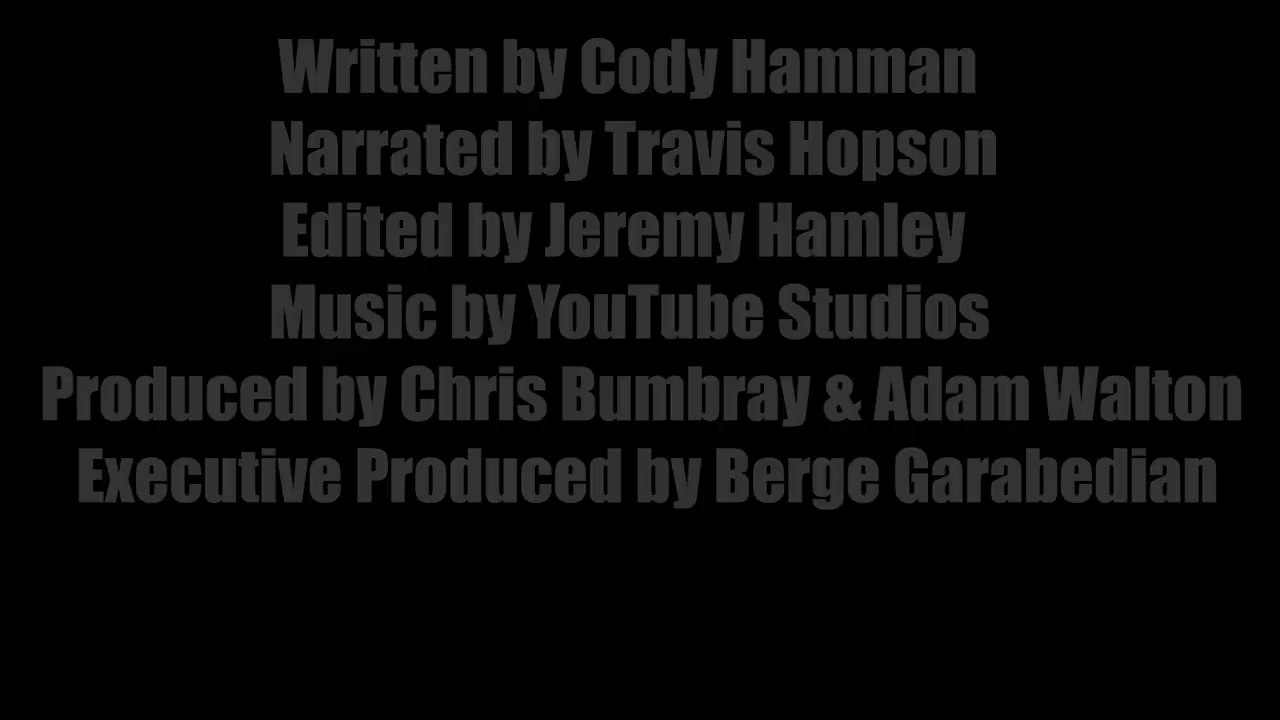 Written by Cody Hamman
Narrated by Travis Hopson
Edited by Jeremy Hamley
Music by YouTube Studios
Produced by Chris Bumbray & Adam Walton
Executive Produced by Berge Garabedian